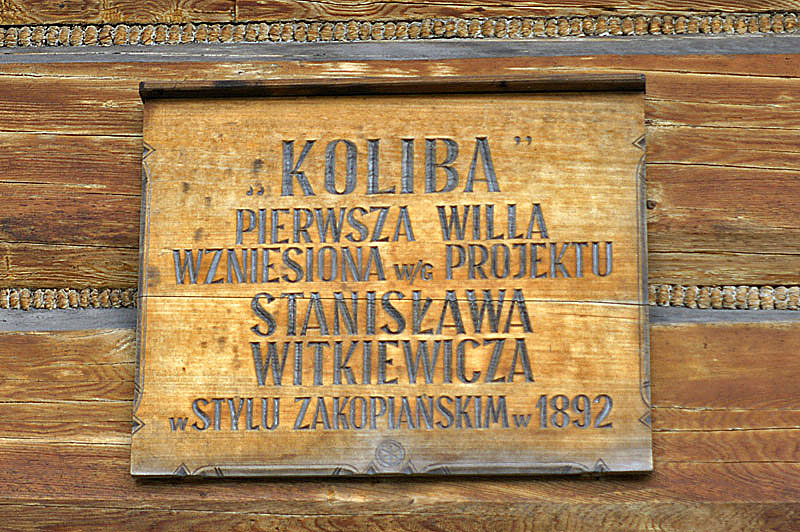 „KOLIBA”
PIERWSZA WILLA
WZNIESIONA W/G PROJEKTU
STANISŁAWA
WITKIEWICZA
W STYLU ZAKOPIAŃSKIM W 1892